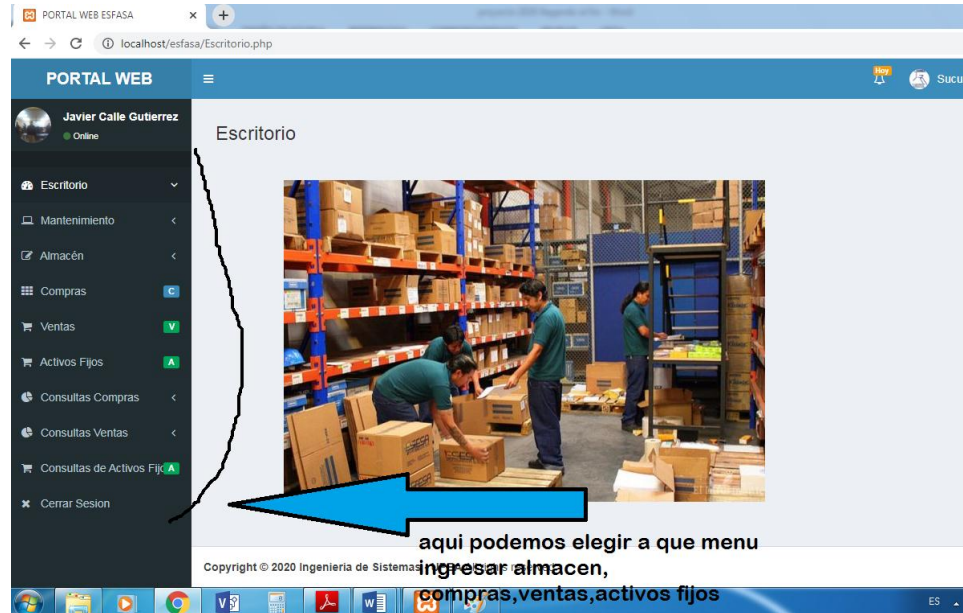 PORTAL WEB ESFASA
localhost/esfasa/Escritorio.php
PORTAL WEB
Hoy
Sucu
Javier Calle Gutierrez
Online
Escritorio
Escritorio
Mantenimiento
Almacén
Compras C
Ventas V
Activos Fijos A
Consultas Compras
Consultas Ventas
Consultas de Activos Fijo A
Cerrar Sesion
aqui podemos elegir a que menu
ingresar almacen,
compras,ventas,activos fijos
Copyright © 2020 Ingenieria de Sistemas
ES